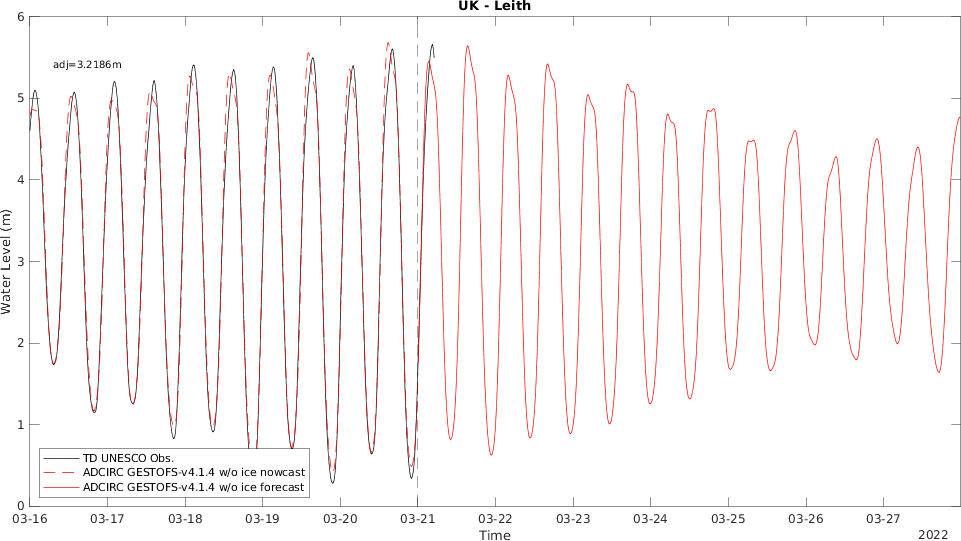 UK - Leith
6
adj=3.2186m
5
4
3
2
1
0
Water Level (m)
TD UNESCO Obs.
ADCIRC GESTOFS-v4.1.4 w/o ice nowcast
ADCIRC GESTOFS-v4.1.4 w/o ice forecast
03-16 03-17 03-18 03-19 03-20 03-21 03-22 03-23 03-24 03-25 03-26 03-27
Time
2022